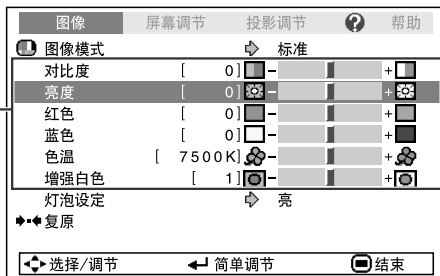 图像 屏幕调节 投影调节 ? 帮助
图像模式 标准
对比度 [ 0] - +
亮度 [ 0] - +
红色 [ 0] - +
蓝色 [ 0] - +
色温 [ 7500K] - +
增强白色 [ 1] - +
灯泡设定 亮
复原
选择/调节 简单调节 结束